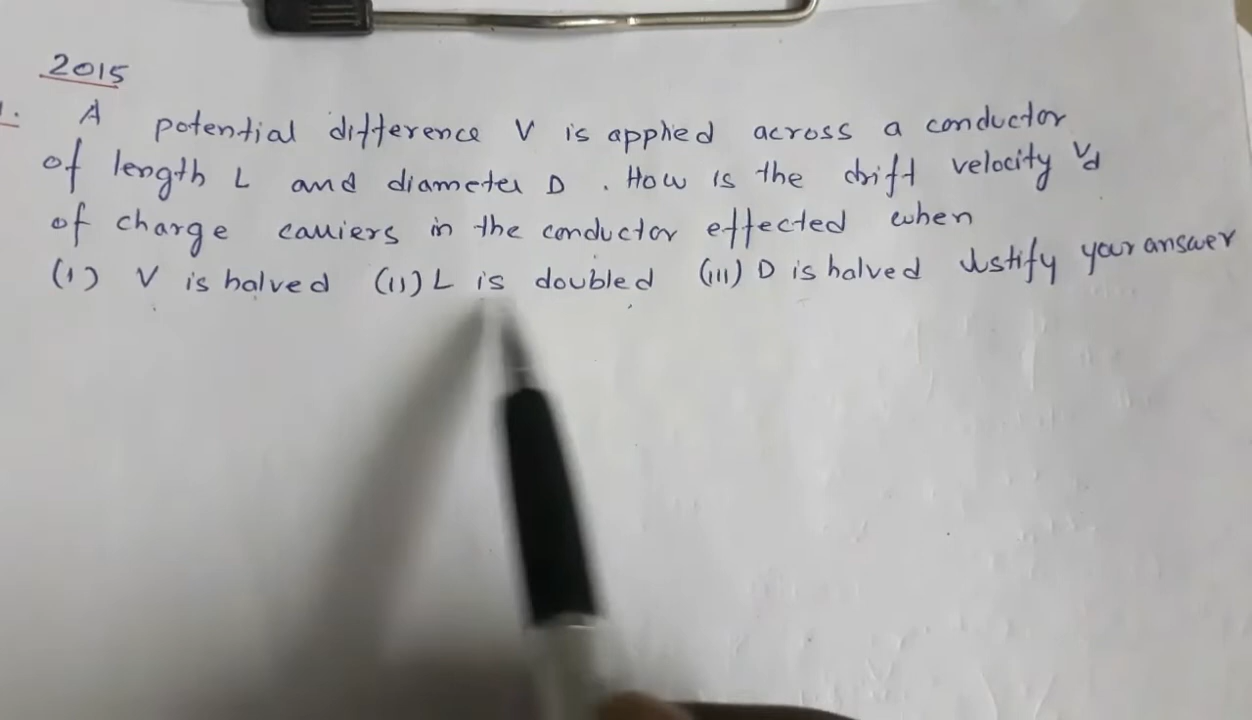 2015
1. A potential difference V is applied across a conductor
of length L and diameter D. How is the drift velocity Vd
of charge carriers in the conductor effected when
(i) V is halved (ii) L is doubled (iii) D is halved Justify your answer